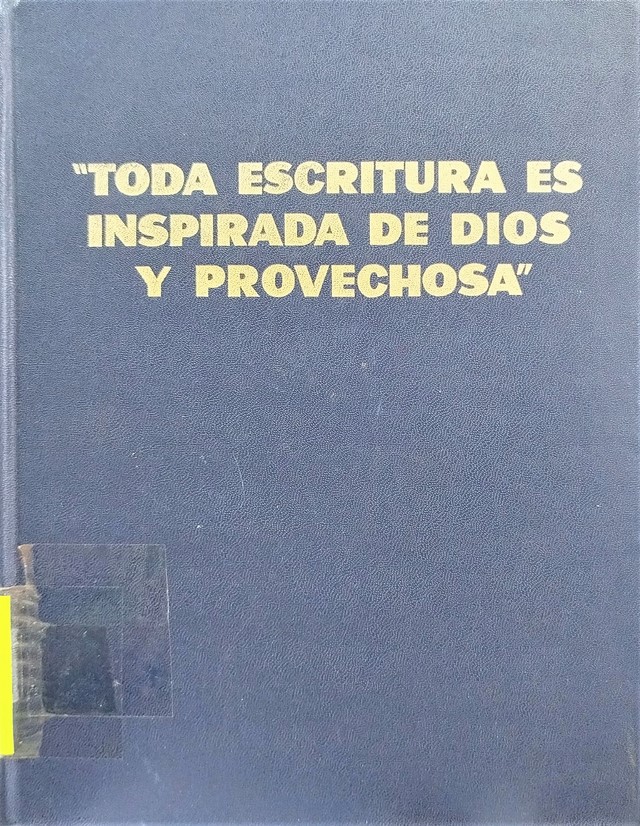 "TODA ESCRITURA ES
INSPIRADA DE DIOS
Y PROVECHOSA"